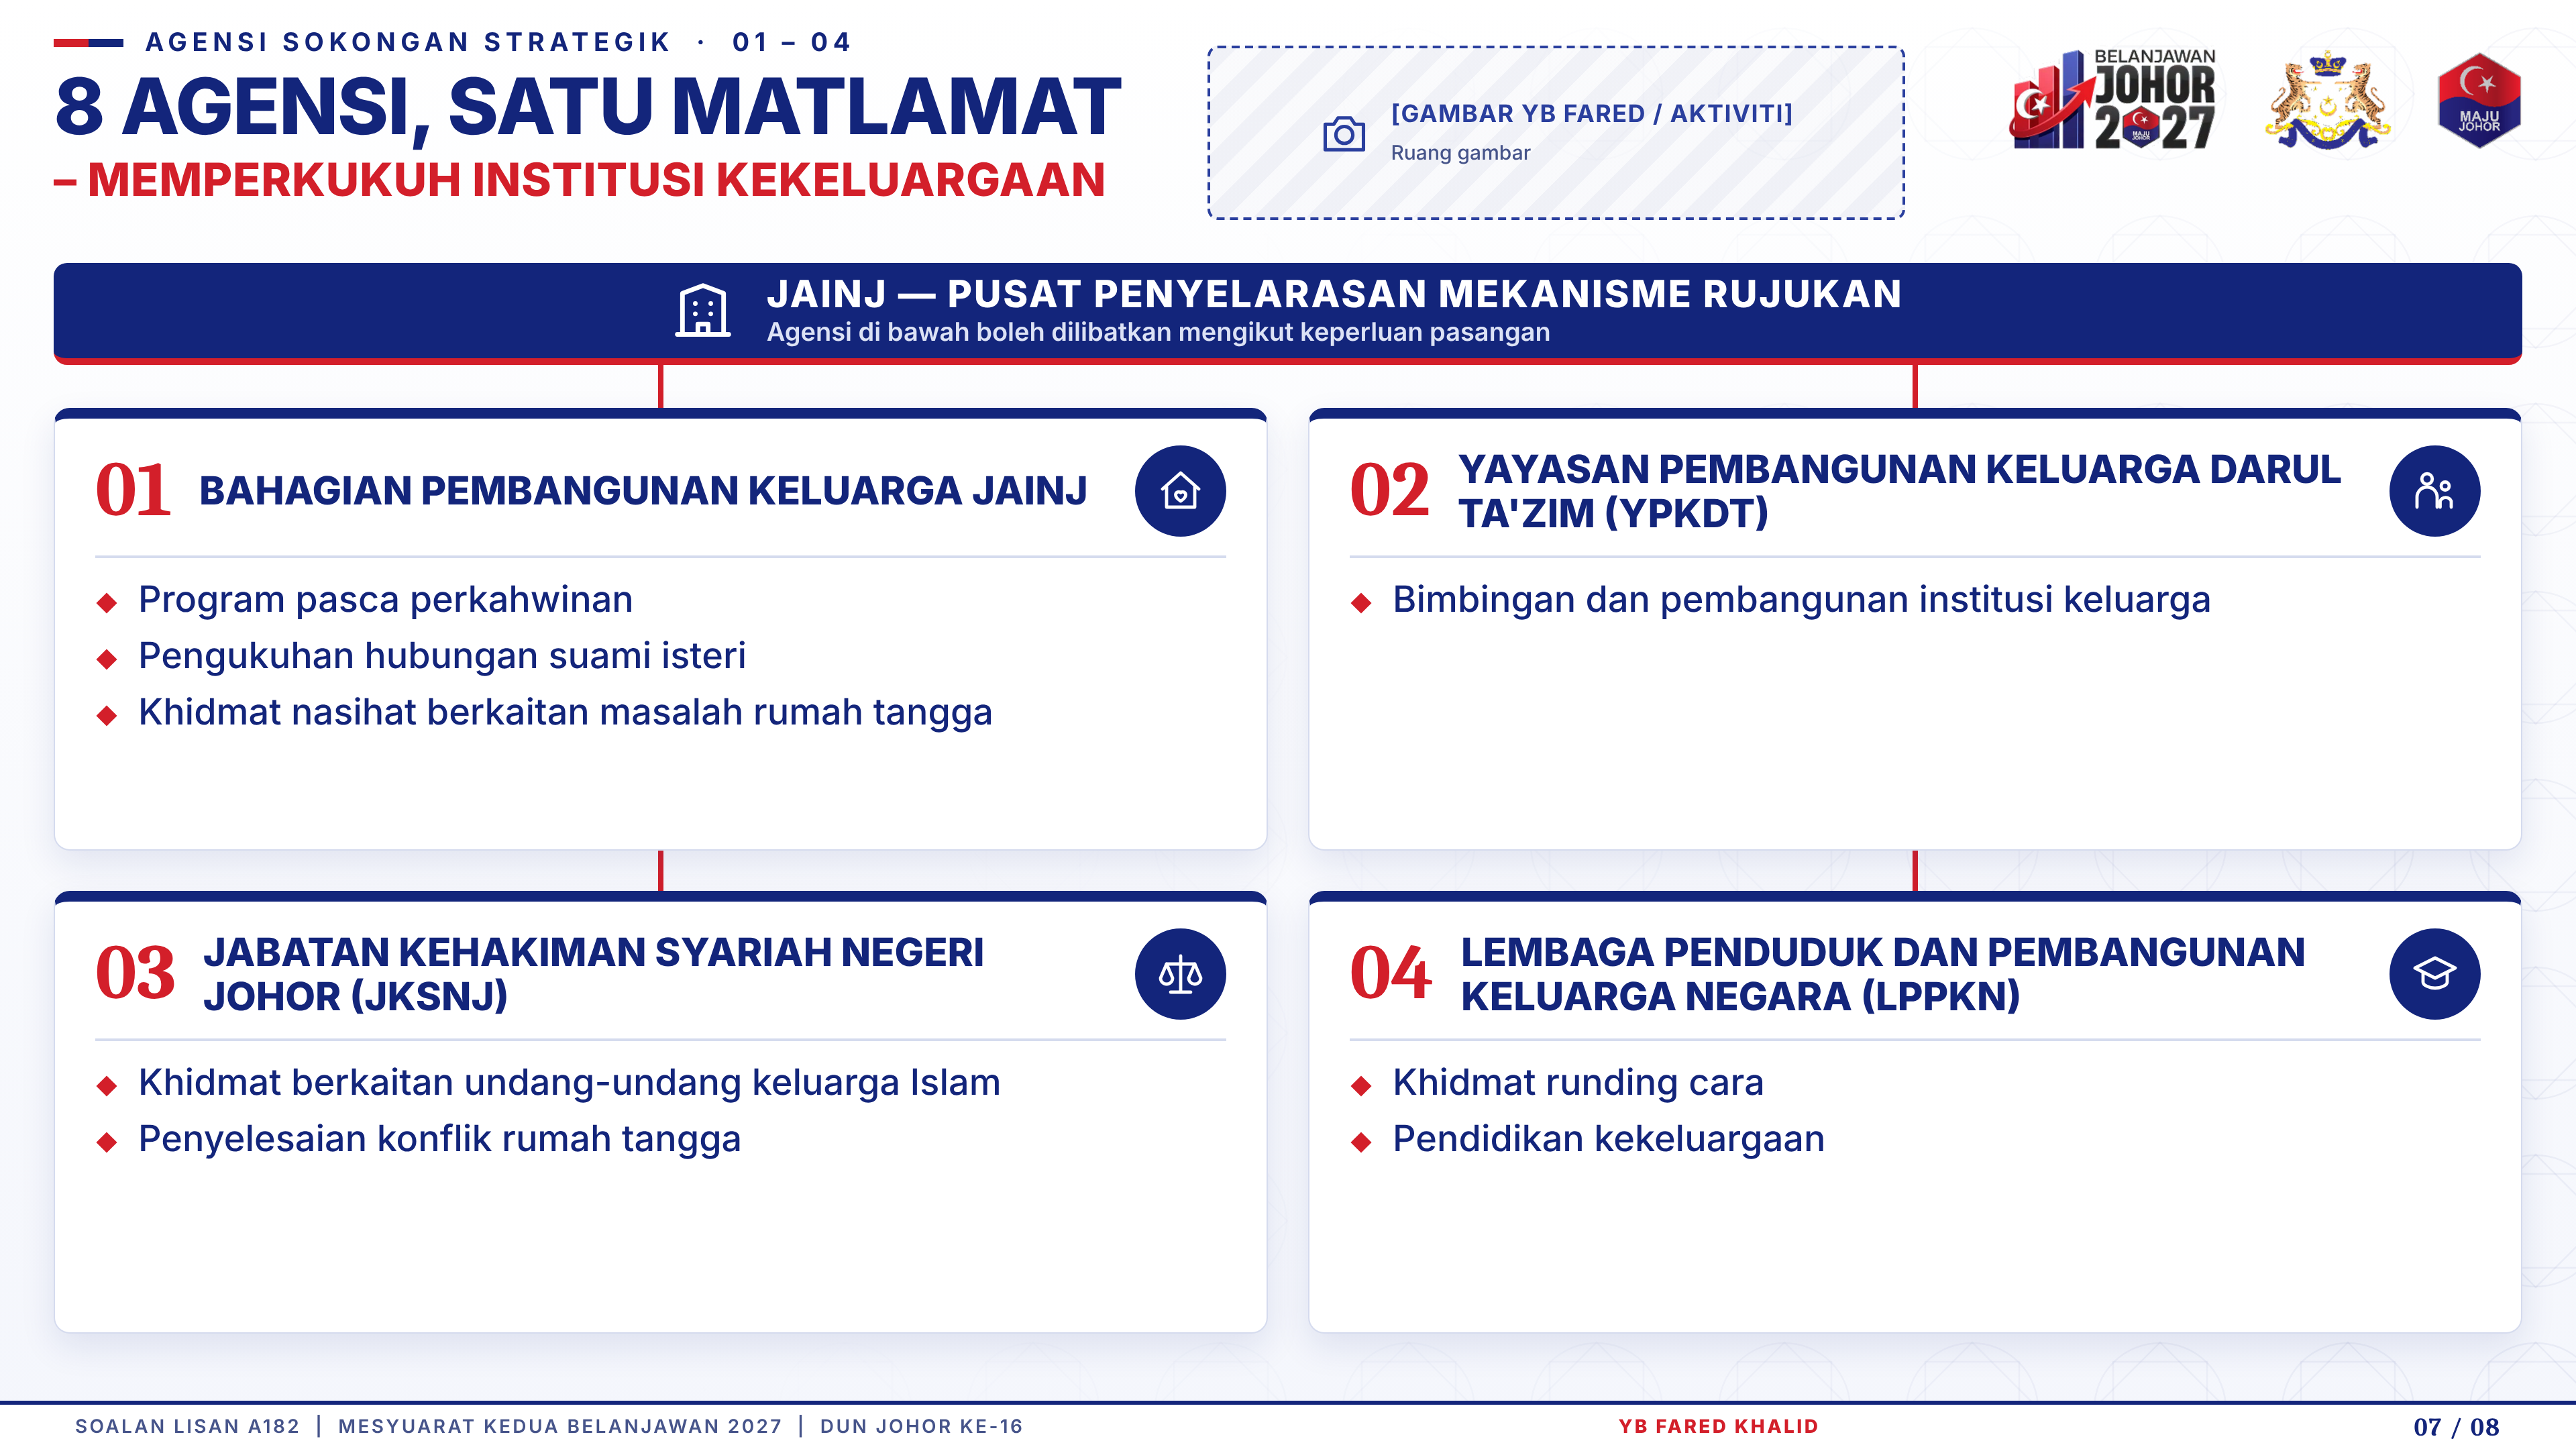 AGENSI SOKONGAN STRATEGIK · 01 – 04
8 AGENSI, SATU MATLAMAT
– MEMPERKUKUH INSTITUSI KEKELUARGAAN
[GAMBAR YB FARED / AKTIVITI]
Ruang gambar
BELANJAWAN
JOHOR
2027
MAJU
JOHOR
MAJU
JOHOR
JAINJ — PUSAT PENYELARASAN MEKANISME RUJUKAN
Agensi di bawah boleh dilibatkan mengikut keperluan pasangan
01 BAHAGIAN PEMBANGUNAN KELUARGA JAINJ
◆ Program pasca perkahwinan
◆ Pengukuhan hubungan suami isteri
◆ Khidmat nasihat berkaitan masalah rumah tangga
02 YAYASAN PEMBANGUNAN KELUARGA DARUL
TA'ZIM (YPKDT)
◆ Bimbingan dan pembangunan institusi keluarga
03 JABATAN KEHAKIMAN SYARIAH NEGERI
JOHOR (JKSNJ)
◆ Khidmat berkaitan undang-undang keluarga Islam
◆ Penyelesaian konflik rumah tangga
04 LEMBAGA PENDUDUK DAN PEMBANGUNAN
KELUARGA NEGARA (LPPKN)
◆ Khidmat runding cara
◆ Pendidikan kekeluargaan
SOALAN LISAN A182 | MESYUARAT KEDUA BELANJAWAN 2027 | DUN JOHOR KE-16
YB FARED KHALID
07 / 08